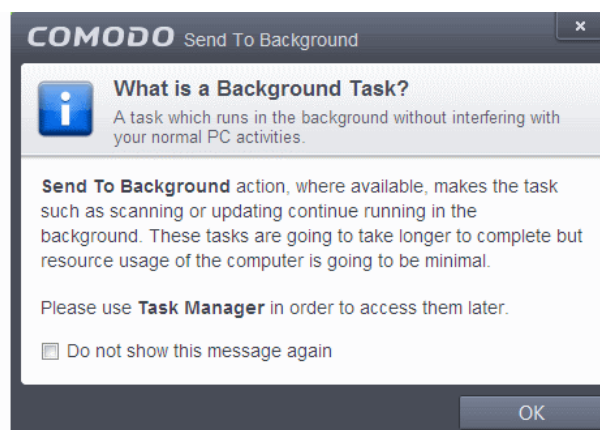 COMODO Send To Background
What is a Background Task?
A task which runs in the background without interfering with
your normal PC activities.
Send To Background action, where available, makes the task
such as scanning or updating continue running in the
background. These tasks are going to take longer to complete but
resource usage of the computer is going to be minimal.
Please use Task Manager in order to access them later.
Do not show this message again
OK